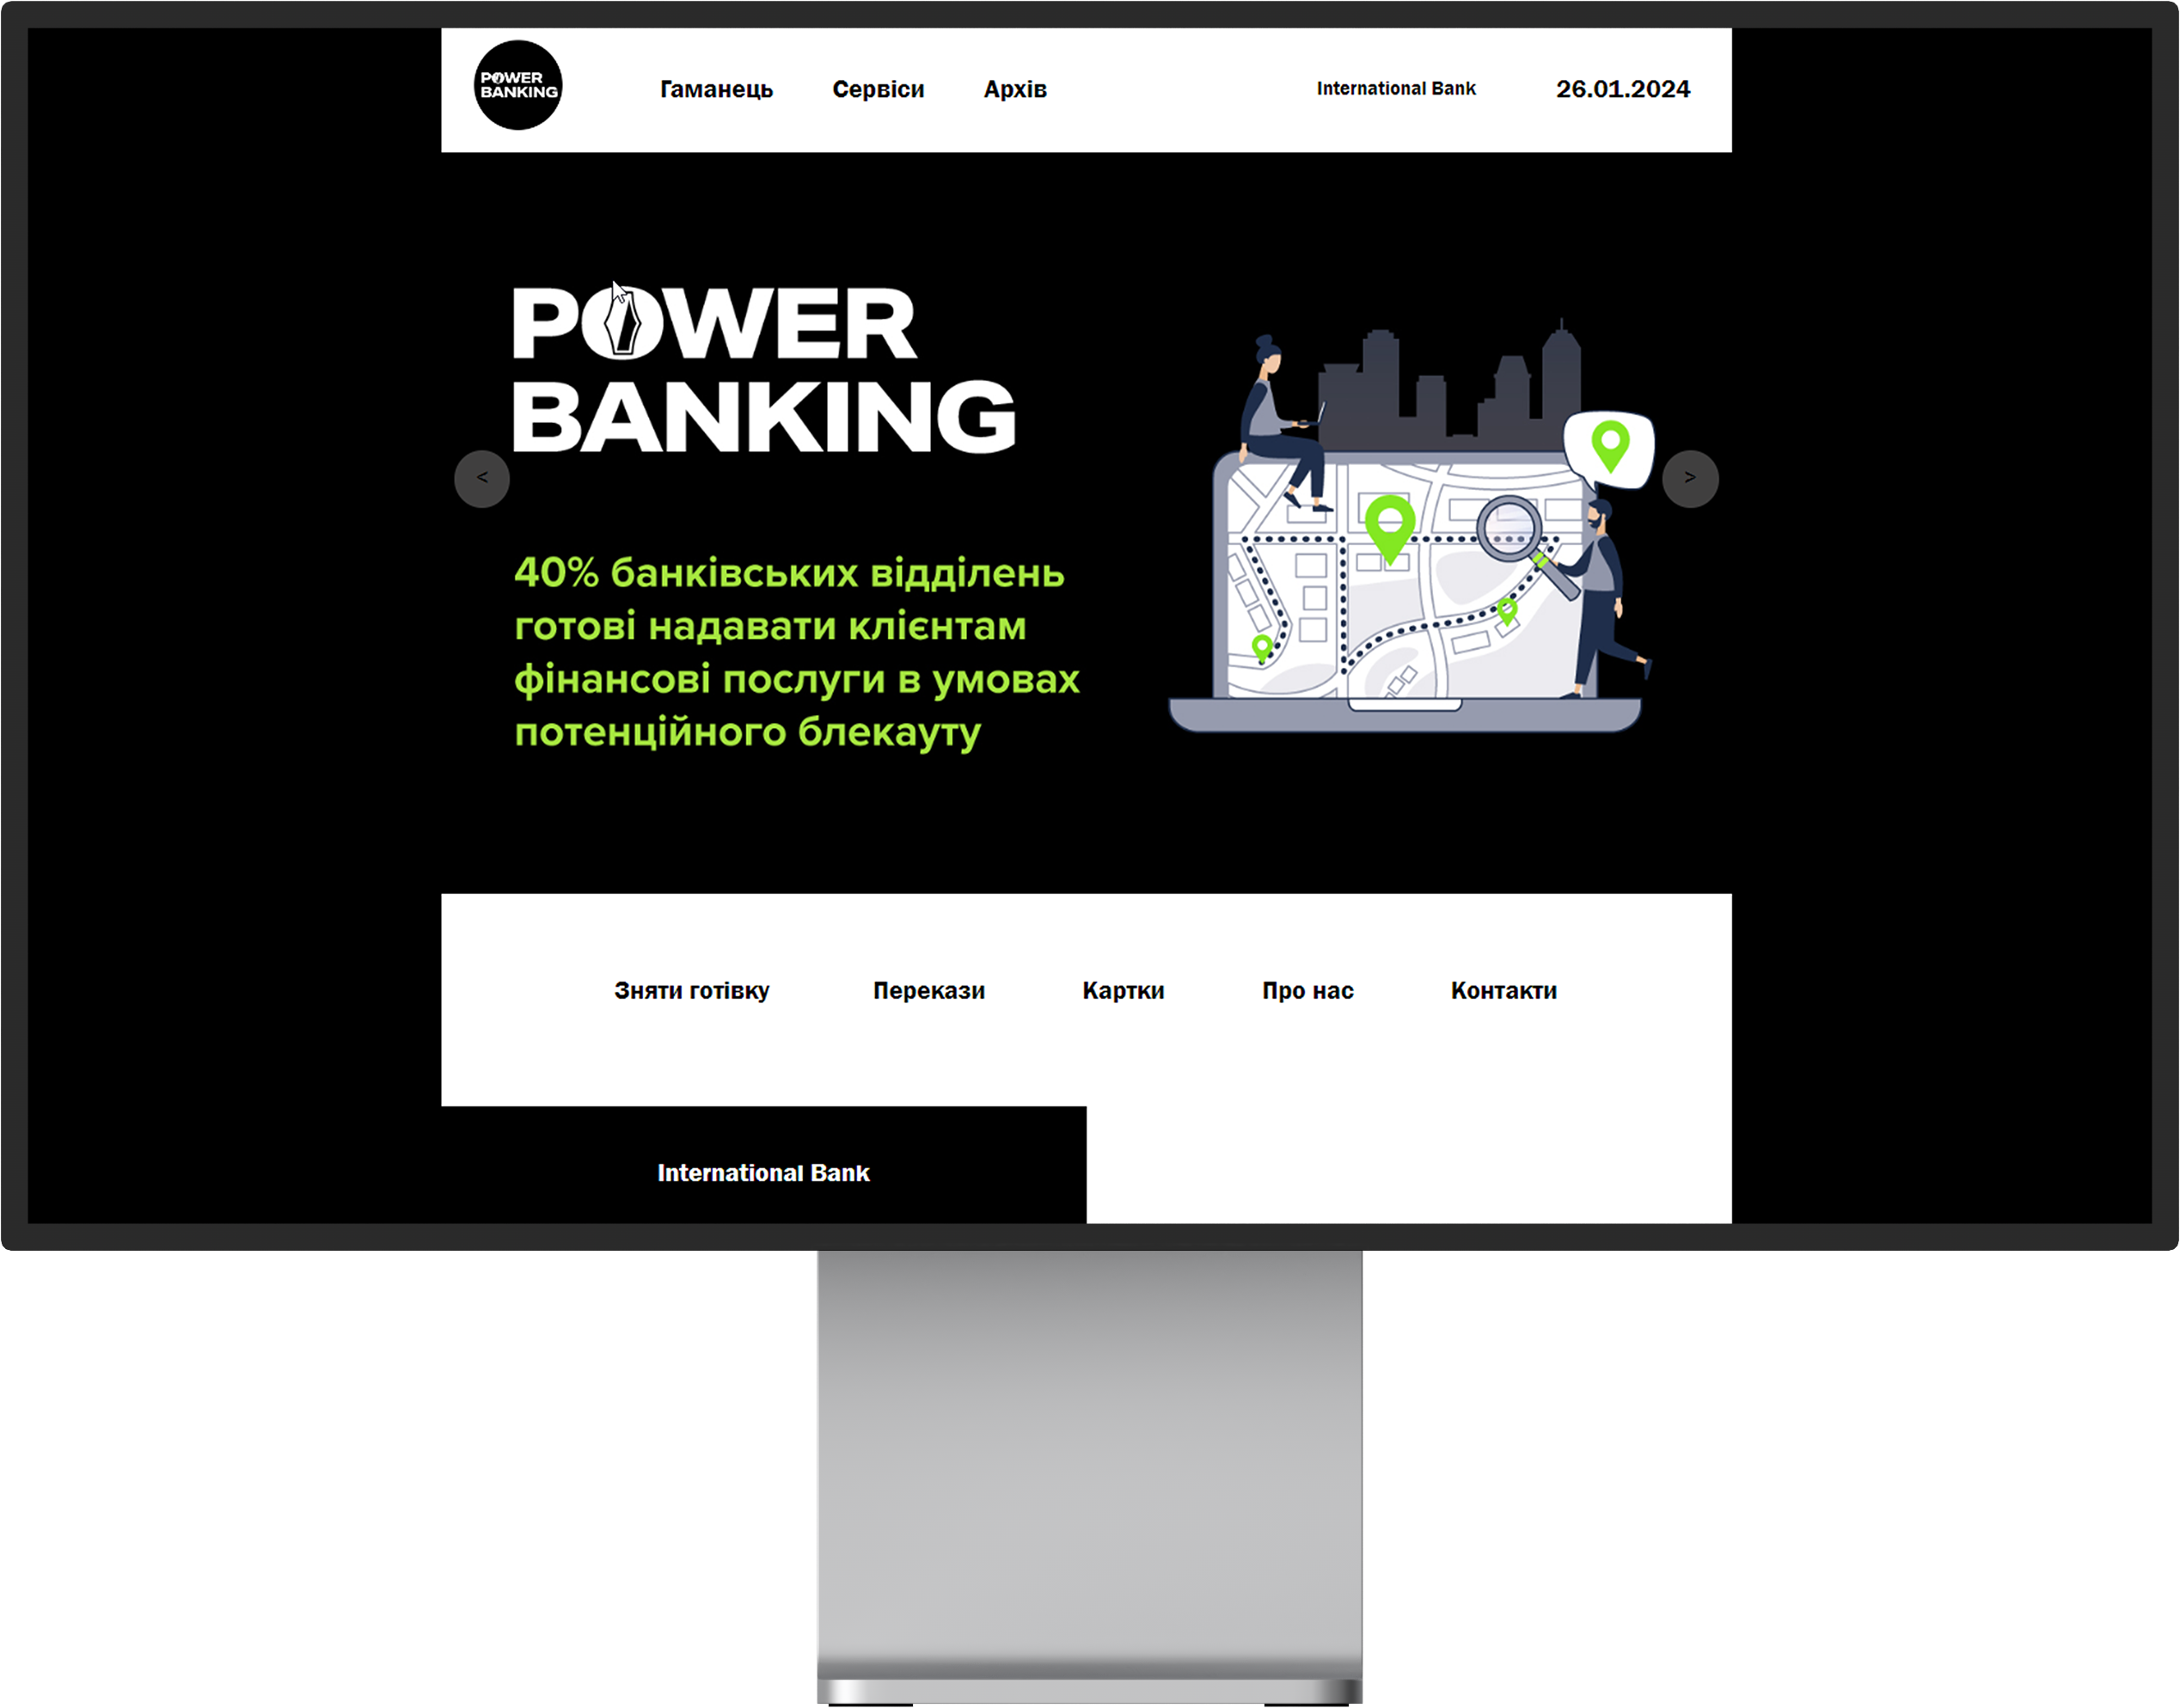 POWER
BANKING
Гаманець Сервіси Архів International Bank 26.01.2024
POWER
BANKING
< >
40% банківських відділень
готові надавати клієнтам
фінансові послуги в умовах
потенційного блекауту
Зняти готівку Перекази Картки Про нас Контакти
International Bank